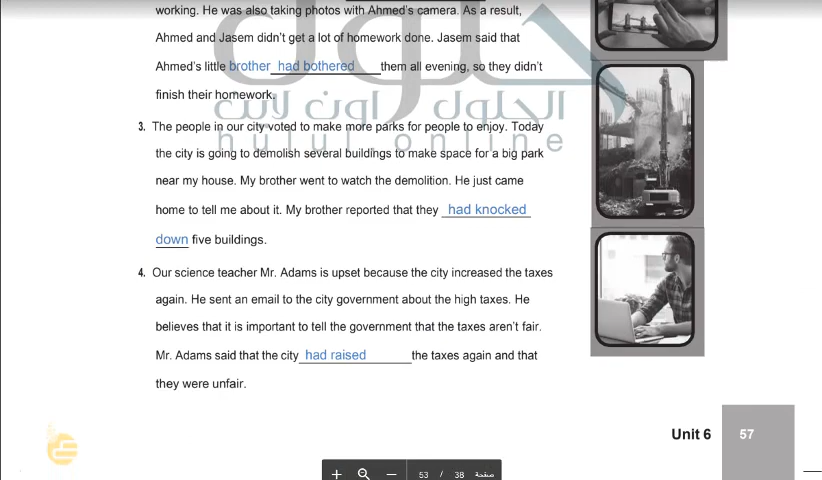 working. He was also taking photos with Ahmed's camera. As a result,
Ahmed and Jasem didn't get a lot of homework done. Jasem said that
Ahmed's little brother had bothered them all evening, so they didn't
finish their homework.
حلول
الحلول اون لاين
hulul online
3. The people in our city voted to make more parks for people to enjoy. Today
the city is going to demolish several buildings to make space for a big park
near my house. My brother went to watch the demolition. He just came
home to tell me about it. My brother reported that they had knocked
down five buildings.
4. Our science teacher Mr. Adams is upset because the city increased the taxes
again. He sent an email to the city government about the high taxes. He
believes that it is important to tell the government that the taxes aren't fair.
Mr. Adams said that the city had raised the taxes again and that
they were unfair.
Unit 6 57
+ − 53 / 38 صفحة